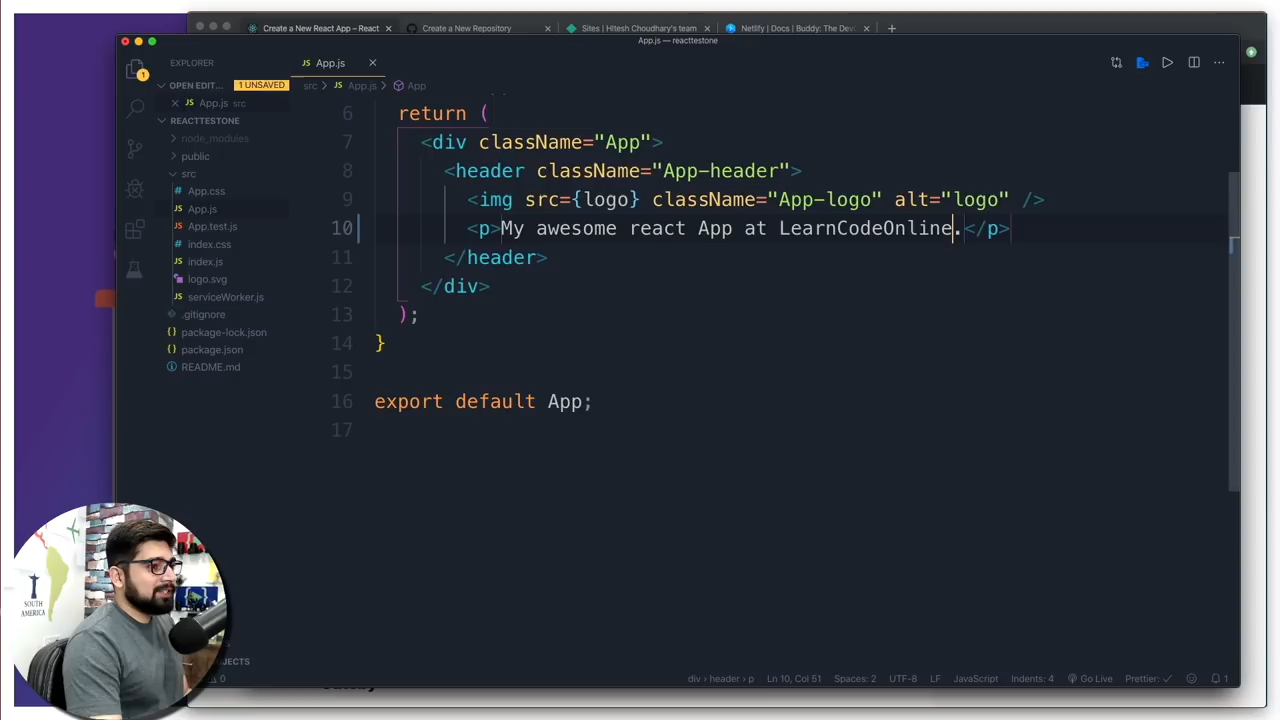 Create a New React App – React
Create a New Repository
Sites | Hitesh Choudhary's team
Netlify | Docs | Buddy: The Dev
App.js — reacttestone
EXPLORER
App.js
OPEN EDIT...
1 UNSAVED
src > App.js > App
App.js src
REACTTESTONE
node_modules
public
src
App.css
App.js
App.test.js
index.css
index.js
logo.svg
serviceWorker.js
.gitignore
package-lock.json
package.json
README.md
6 return (
7 <div className="App">
8 <header className="App-header">
9 <img src={logo} className="App-logo" alt="logo" />
10 <p>My awesome react App at LearnCodeOnline.</p>
11 </header>
12 </div>
13 );
14 }
15
16 export default App;
17
SOUTH
AMERICA
0
div > header > p
Ln 10, Col 51
Spaces: 2
UTF-8
LF
JavaScript
Indents: 4
Go Live
Prettier: ✓
1